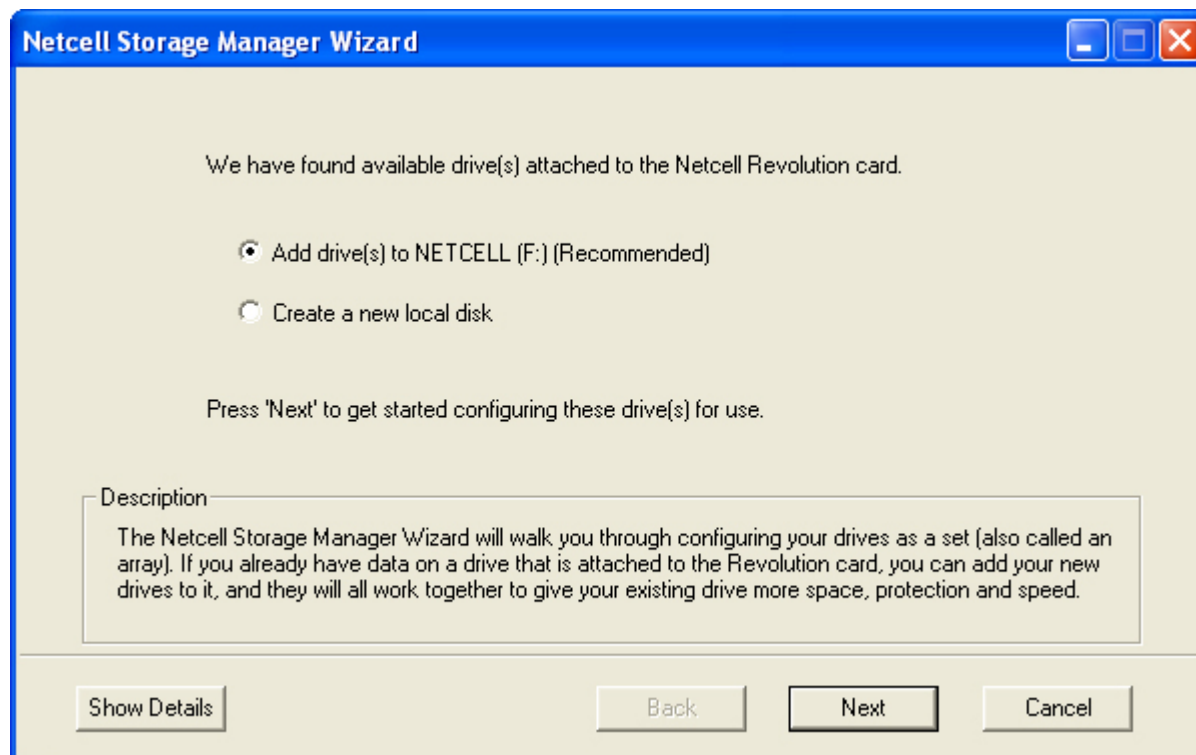 Netcell Storage Manager Wizard
We have found available drive(s) attached to the Netcell Revolution card.
Add drive(s) to NETCELL (F:) (Recommended)
Create a new local disk
Press 'Next' to get started configuring these drive(s) for use.
Description
The Netcell Storage Manager Wizard will walk you through configuring your drives as a set (also called an
array). If you already have data on a drive that is attached to the Revolution card, you can add your new
drives to it, and they will all work together to give your existing drive more space, protection and speed.
Show Details
Back
Next
Cancel